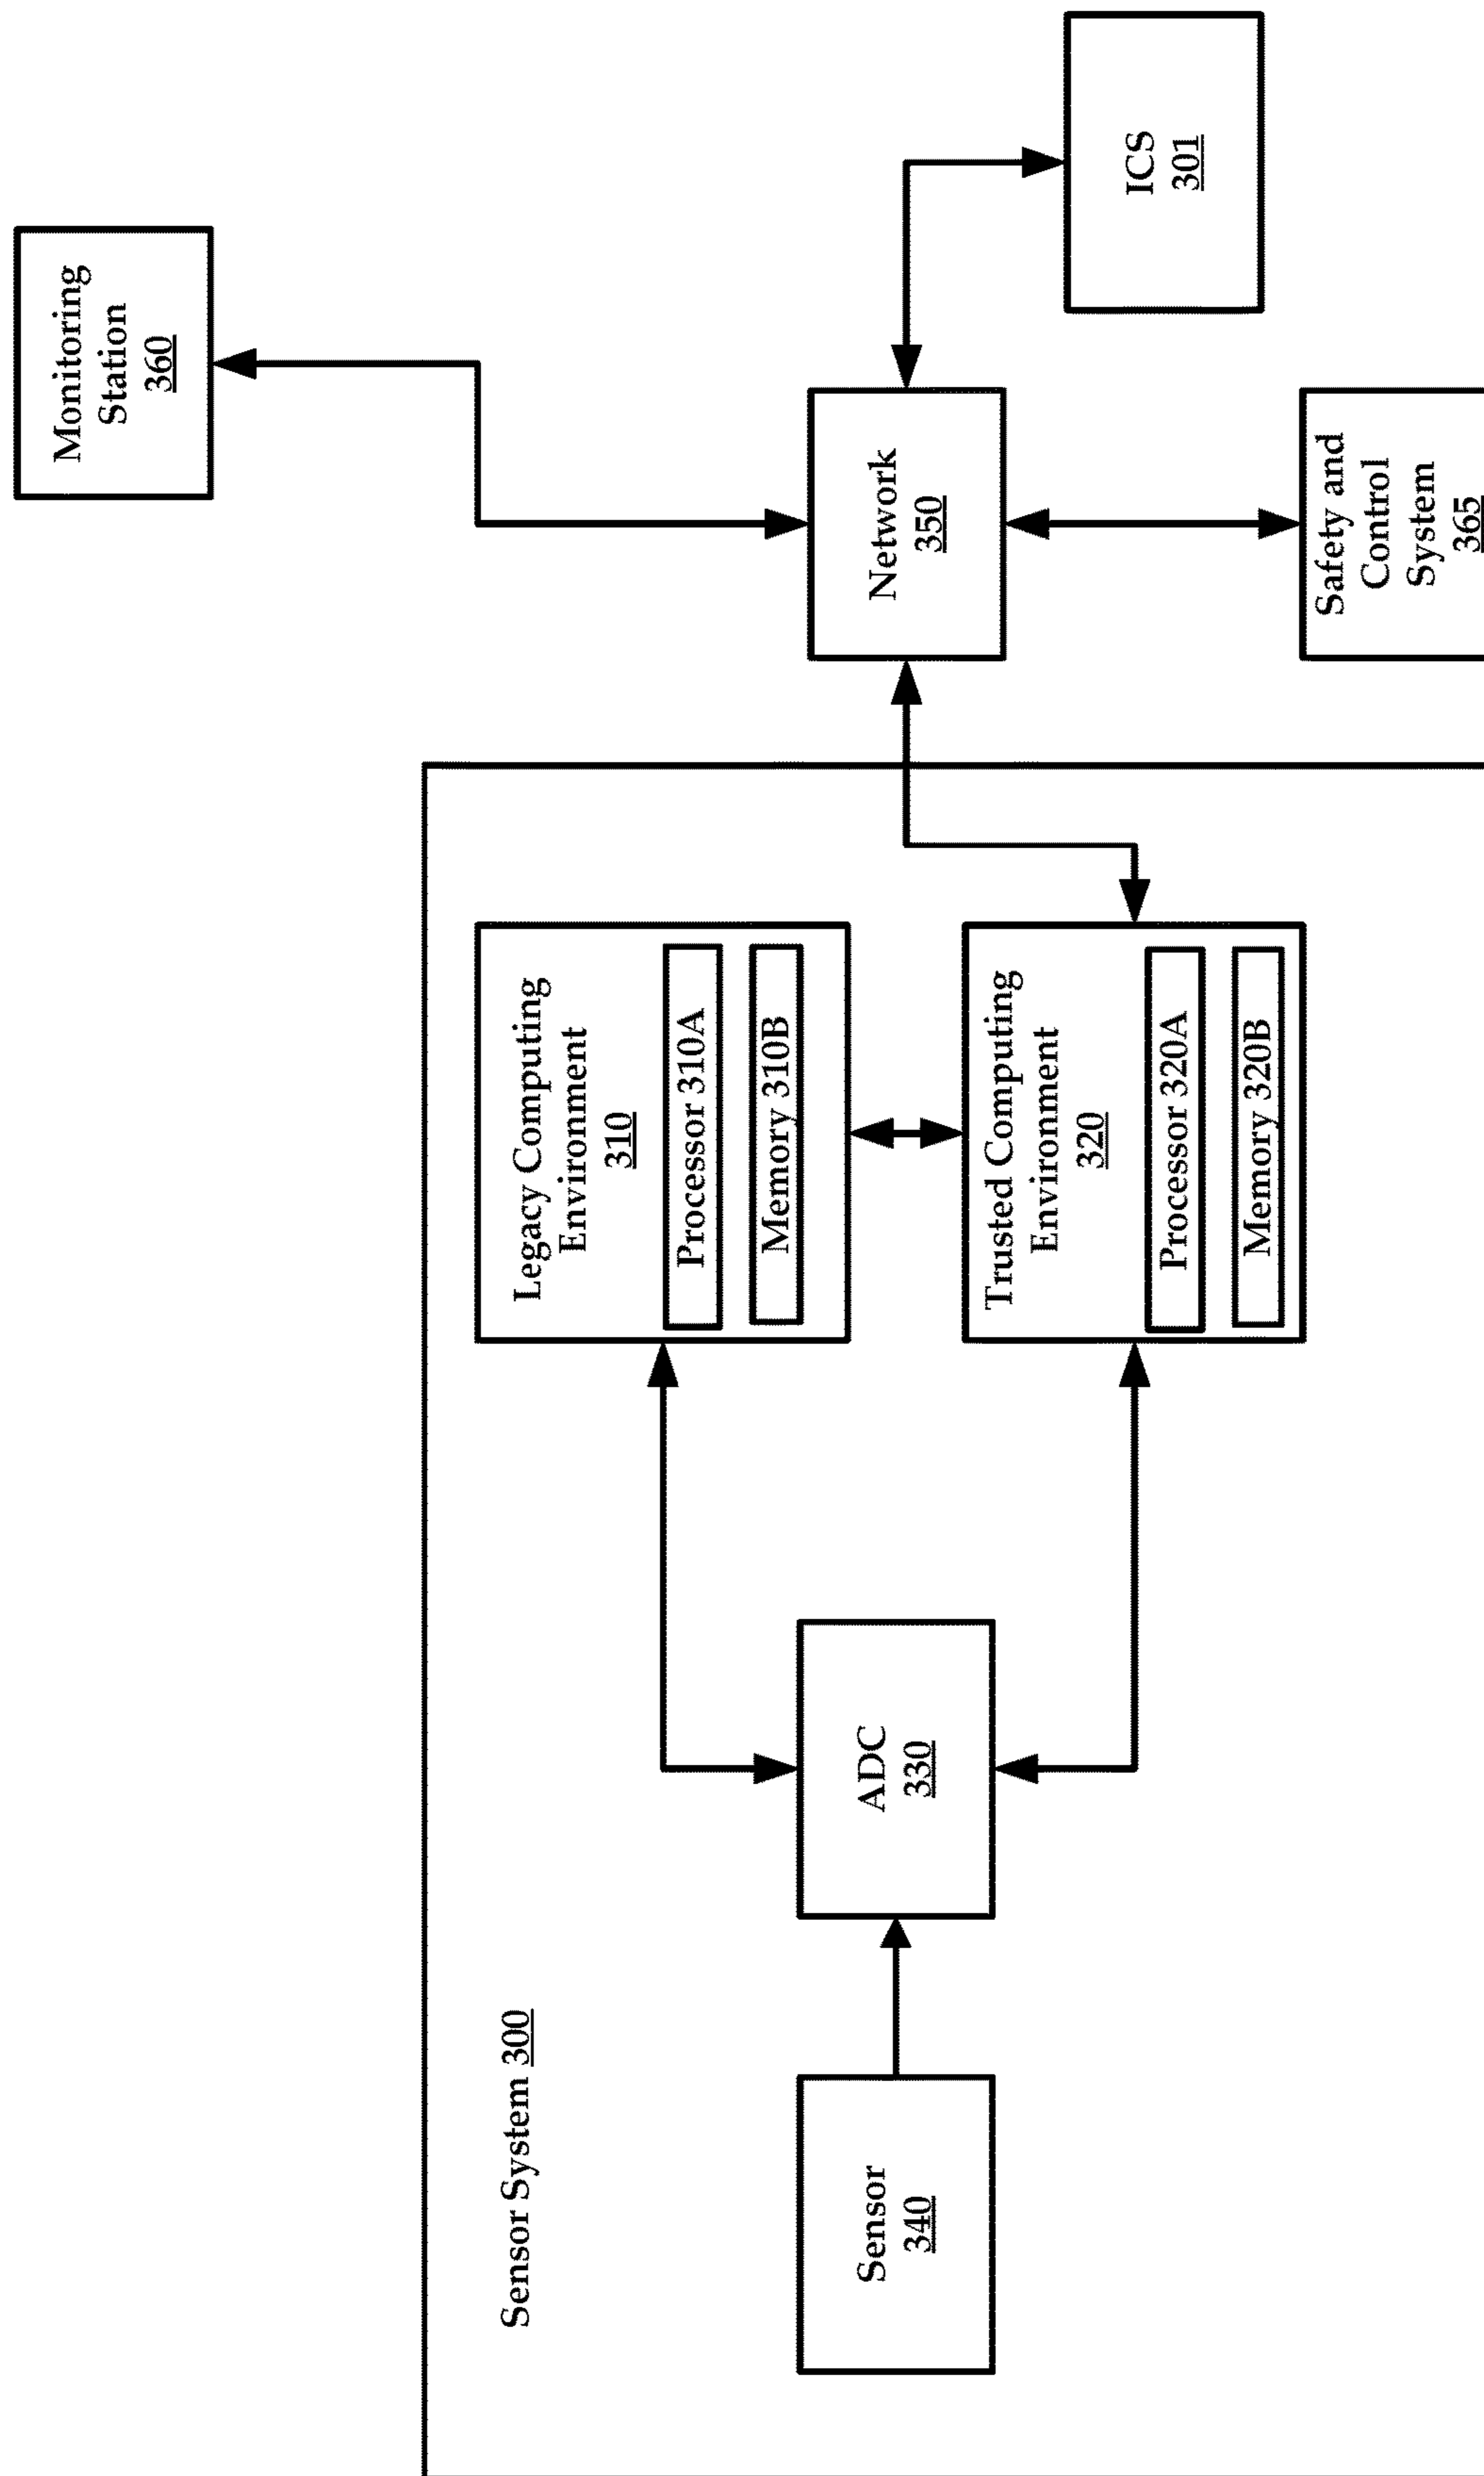 Monitoring
Station
360
Sensor System 300
Legacy Computing
Environment
310
Processor 310A
Memory 310B
Sensor
340
ADC
330
Trusted Computing
Environment
320
Processor 320A
Memory 320B
Network
350
ICS
301
Safety and
Control
System
365